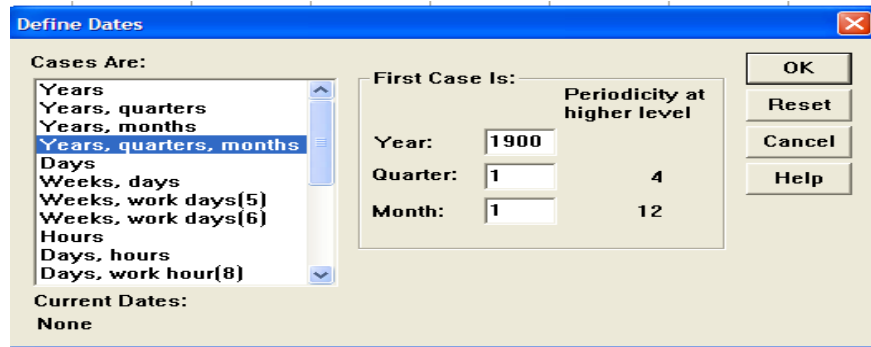 Define Dates
Cases Are:
Years
Years, quarters
Years, months
Years, quarters, months
Days
Weeks, days
Weeks, work days(5)
Weeks, work days(6)
Hours
Days, hours
Days, work hour(8)
Current Dates:
None
First Case Is:
Periodicity at
higher level
Year: 1900
Quarter: 1 4
Month: 1 12
OK
Reset
Cancel
Help